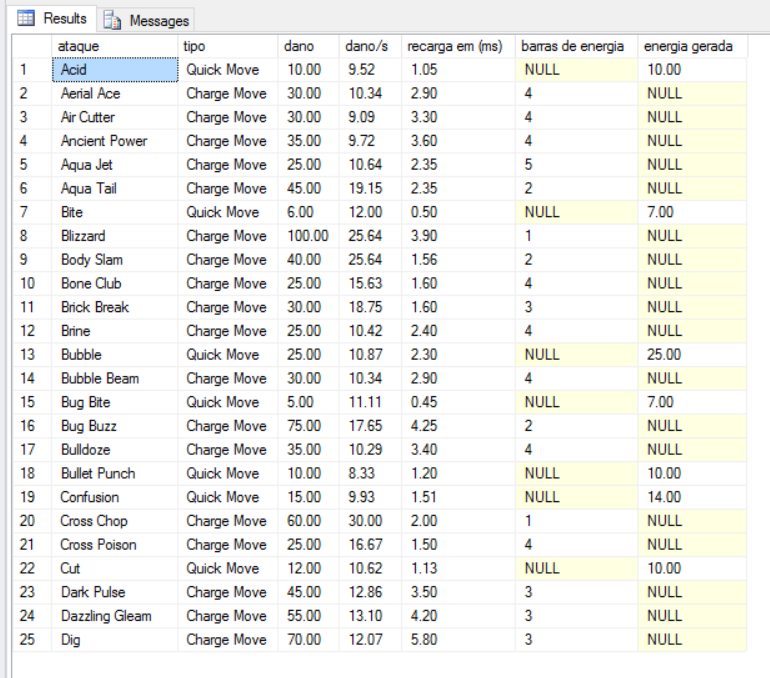 Results Messages
ataque tipo dano dano/s recarga em (ms) barras de energia energia gerada
1 Acid Quick Move 10.00 9.52 1.05 NULL 10.00
2 Aerial Ace Charge Move 30.00 10.34 2.90 4 NULL
3 Air Cutter Charge Move 30.00 9.09 3.30 4 NULL
4 Ancient Power Charge Move 35.00 9.72 3.60 4 NULL
5 Aqua Jet Charge Move 25.00 10.64 2.35 5 NULL
6 Aqua Tail Charge Move 45.00 19.15 2.35 2 NULL
7 Bite Quick Move 6.00 12.00 0.50 NULL 7.00
8 Blizzard Charge Move 100.00 25.64 3.90 1 NULL
9 Body Slam Charge Move 40.00 25.64 1.56 2 NULL
10 Bone Club Charge Move 25.00 15.63 1.60 4 NULL
11 Brick Break Charge Move 30.00 18.75 1.60 3 NULL
12 Brine Charge Move 25.00 10.42 2.40 4 NULL
13 Bubble Quick Move 25.00 10.87 2.30 NULL 25.00
14 Bubble Beam Charge Move 30.00 10.34 2.90 4 NULL
15 Bug Bite Quick Move 5.00 11.11 0.45 NULL 7.00
16 Bug Buzz Charge Move 75.00 17.65 4.25 2 NULL
17 Bulldoze Charge Move 35.00 10.29 3.40 4 NULL
18 Bullet Punch Quick Move 10.00 8.33 1.20 NULL 10.00
19 Confusion Quick Move 15.00 9.93 1.51 NULL 14.00
20 Cross Chop Charge Move 60.00 30.00 2.00 1 NULL
21 Cross Poison Charge Move 25.00 16.67 1.50 4 NULL
22 Cut Quick Move 12.00 10.62 1.13 NULL 10.00
23 Dark Pulse Charge Move 45.00 12.86 3.50 3 NULL
24 Dazzling Gleam Charge Move 55.00 13.10 4.20 3 NULL
25 Dig Charge Move 70.00 12.07 5.80 3 NULL